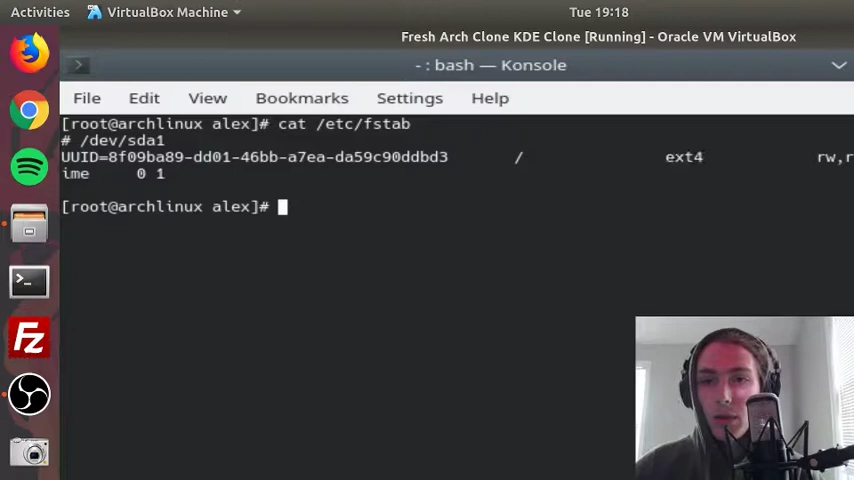 Activities VirtualBox Machine Tue 19:18
Fresh Arch Clone KDE Clone [Running] - Oracle VM VirtualBox
- : bash — Konsole
File Edit View Bookmarks Settings Help
[root@archlinux alex]# cat /etc/fstab
# /dev/sda1
UUID=8f09ba89-dd01-46bb-a7ea-da59c90ddbd3 / ext4 rw,r
ime 0 1
[root@archlinux alex]#
Fz